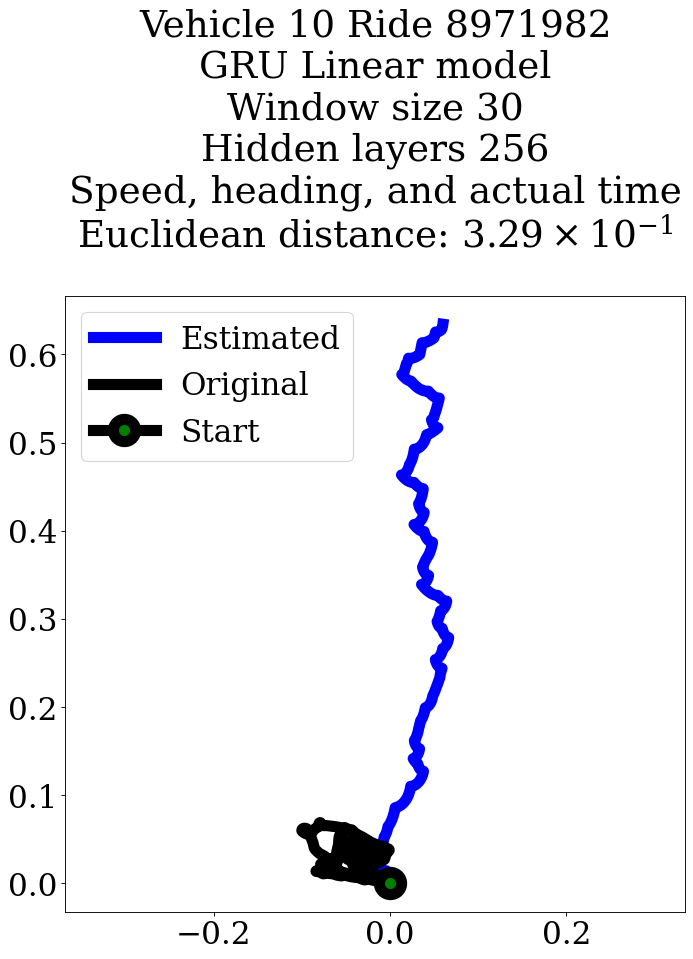 Vehicle 10 Ride 8971982
GRU Linear model
Window size 30
Hidden layers 256
Speed, heading, and actual time
Euclidean distance: 3.29 × 10⁻¹
Estimated
Original
Start
0.6
0.5
0.4
0.3
0.2
0.1
0.0
−0.2 0.0 0.2